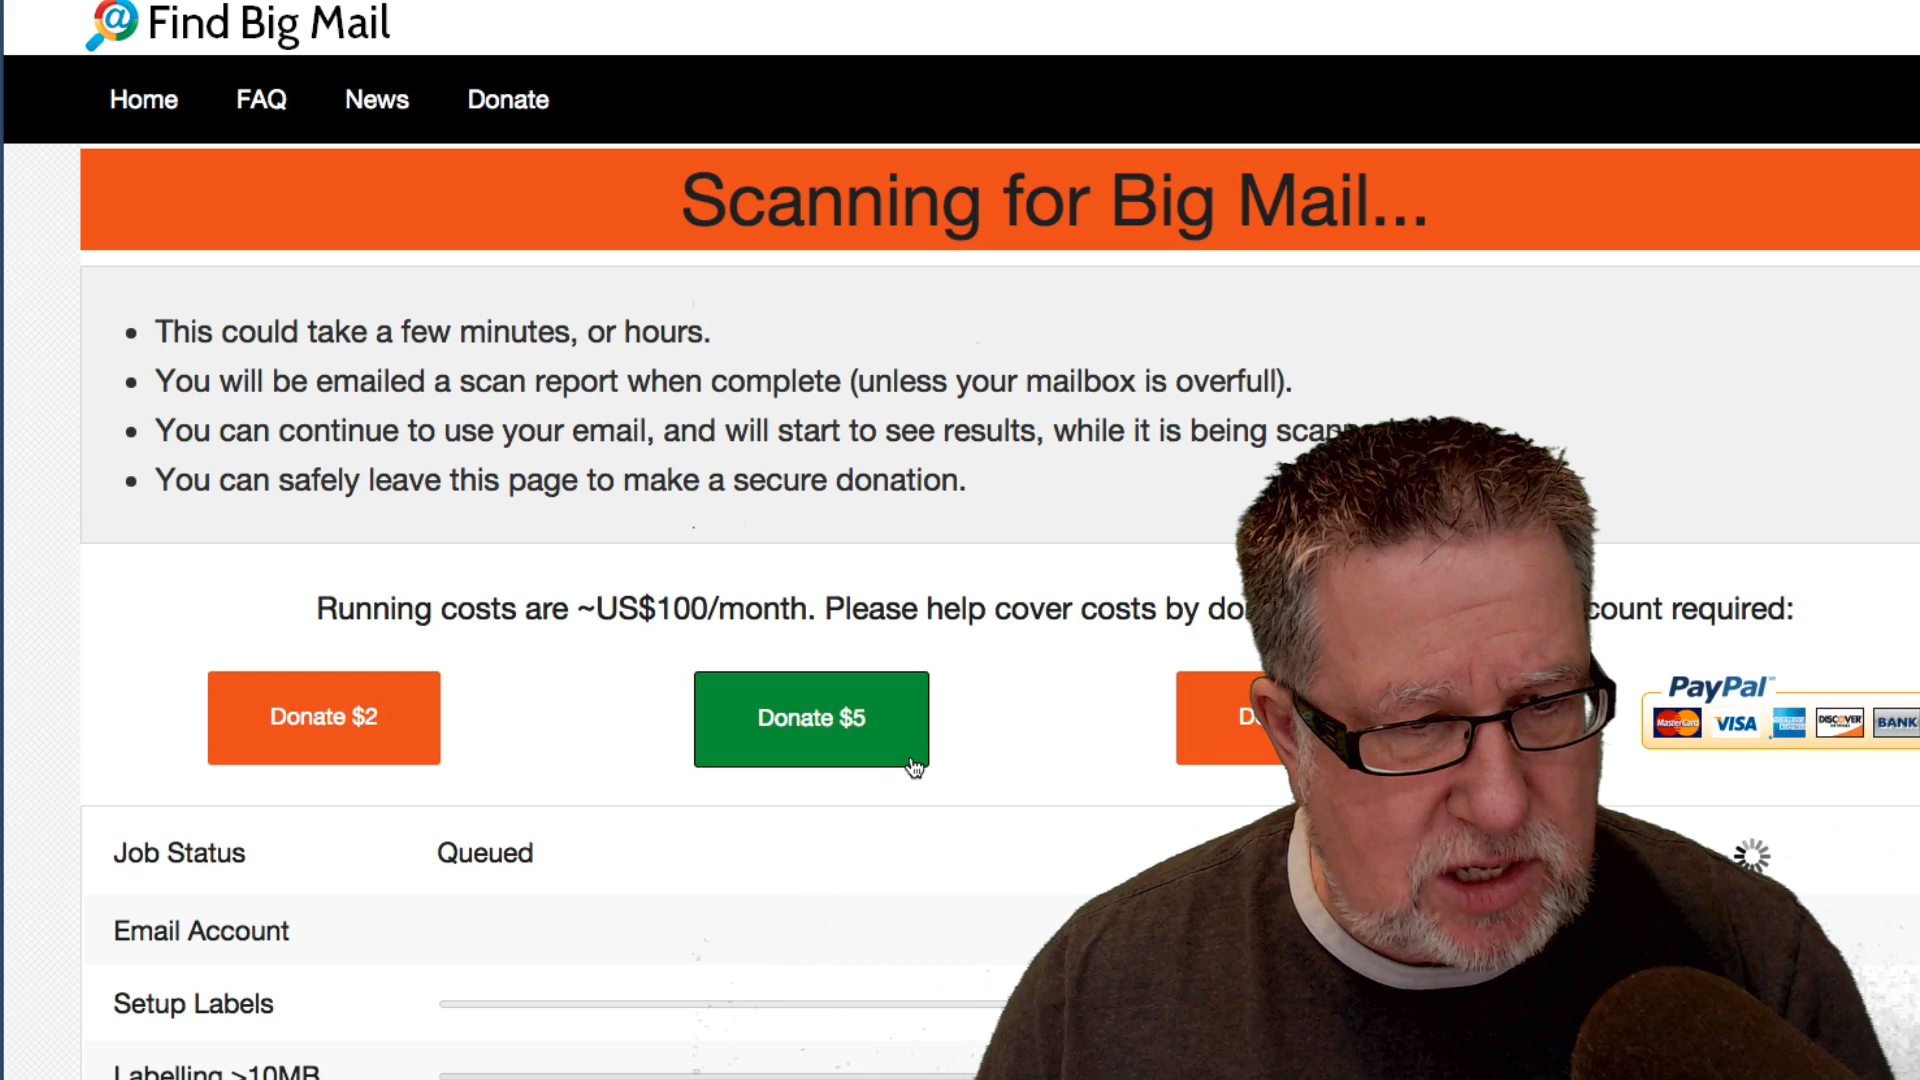 Find Big Mail
Home FAQ News Donate
Scanning for Big Mail...
• This could take a few minutes, or hours.
• You will be emailed a scan report when complete (unless your mailbox is overfull).
• You can continue to use your email, and will start to see results, while it is being
• You can safely leave this page to make a secure donation.
Running costs are ~US$100/month. Please help cover costs by required:
Donate $2
Donate $5
PayPal
MasterCard VISA DISCOVER BANK
Job Status Queued
Email Account
Setup Labels
Labelling >10MB